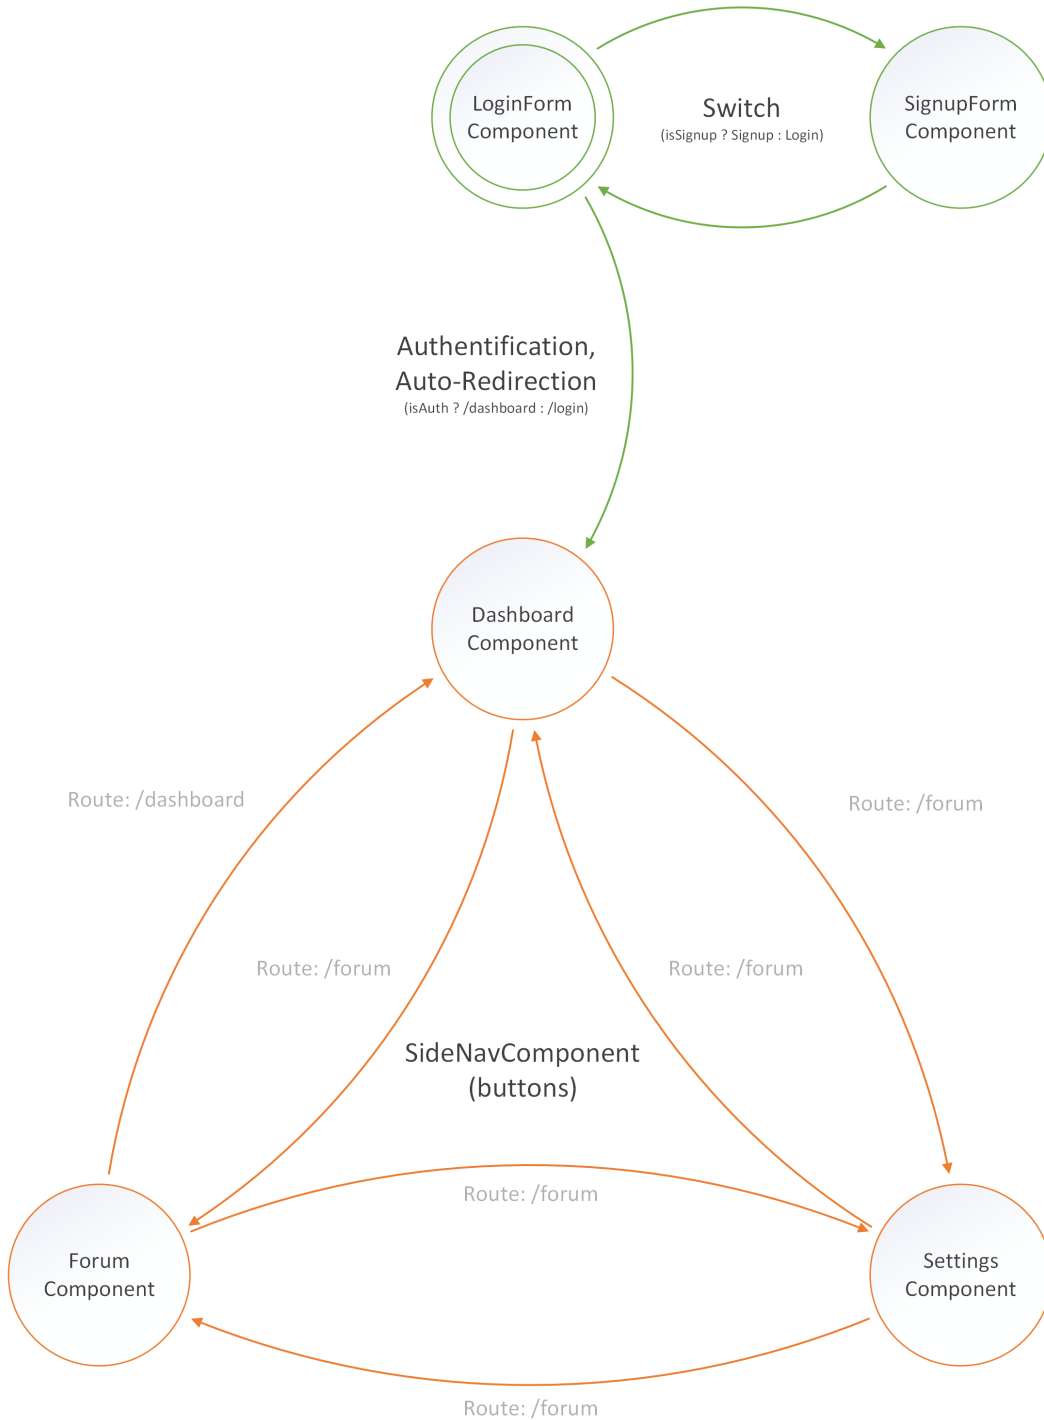 LoginForm
Component
Switch
(isSignup ? Signup : Login)
SignupForm
Component
Authentification,
Auto-Redirection
(isAuth ? /dashboard : /login)
Dashboard
Component
Route: /dashboard
Route: /forum
Route: /forum
Route: /forum
SideNavComponent
(buttons)
Route: /forum
Forum
Component
Settings
Component
Route: /forum